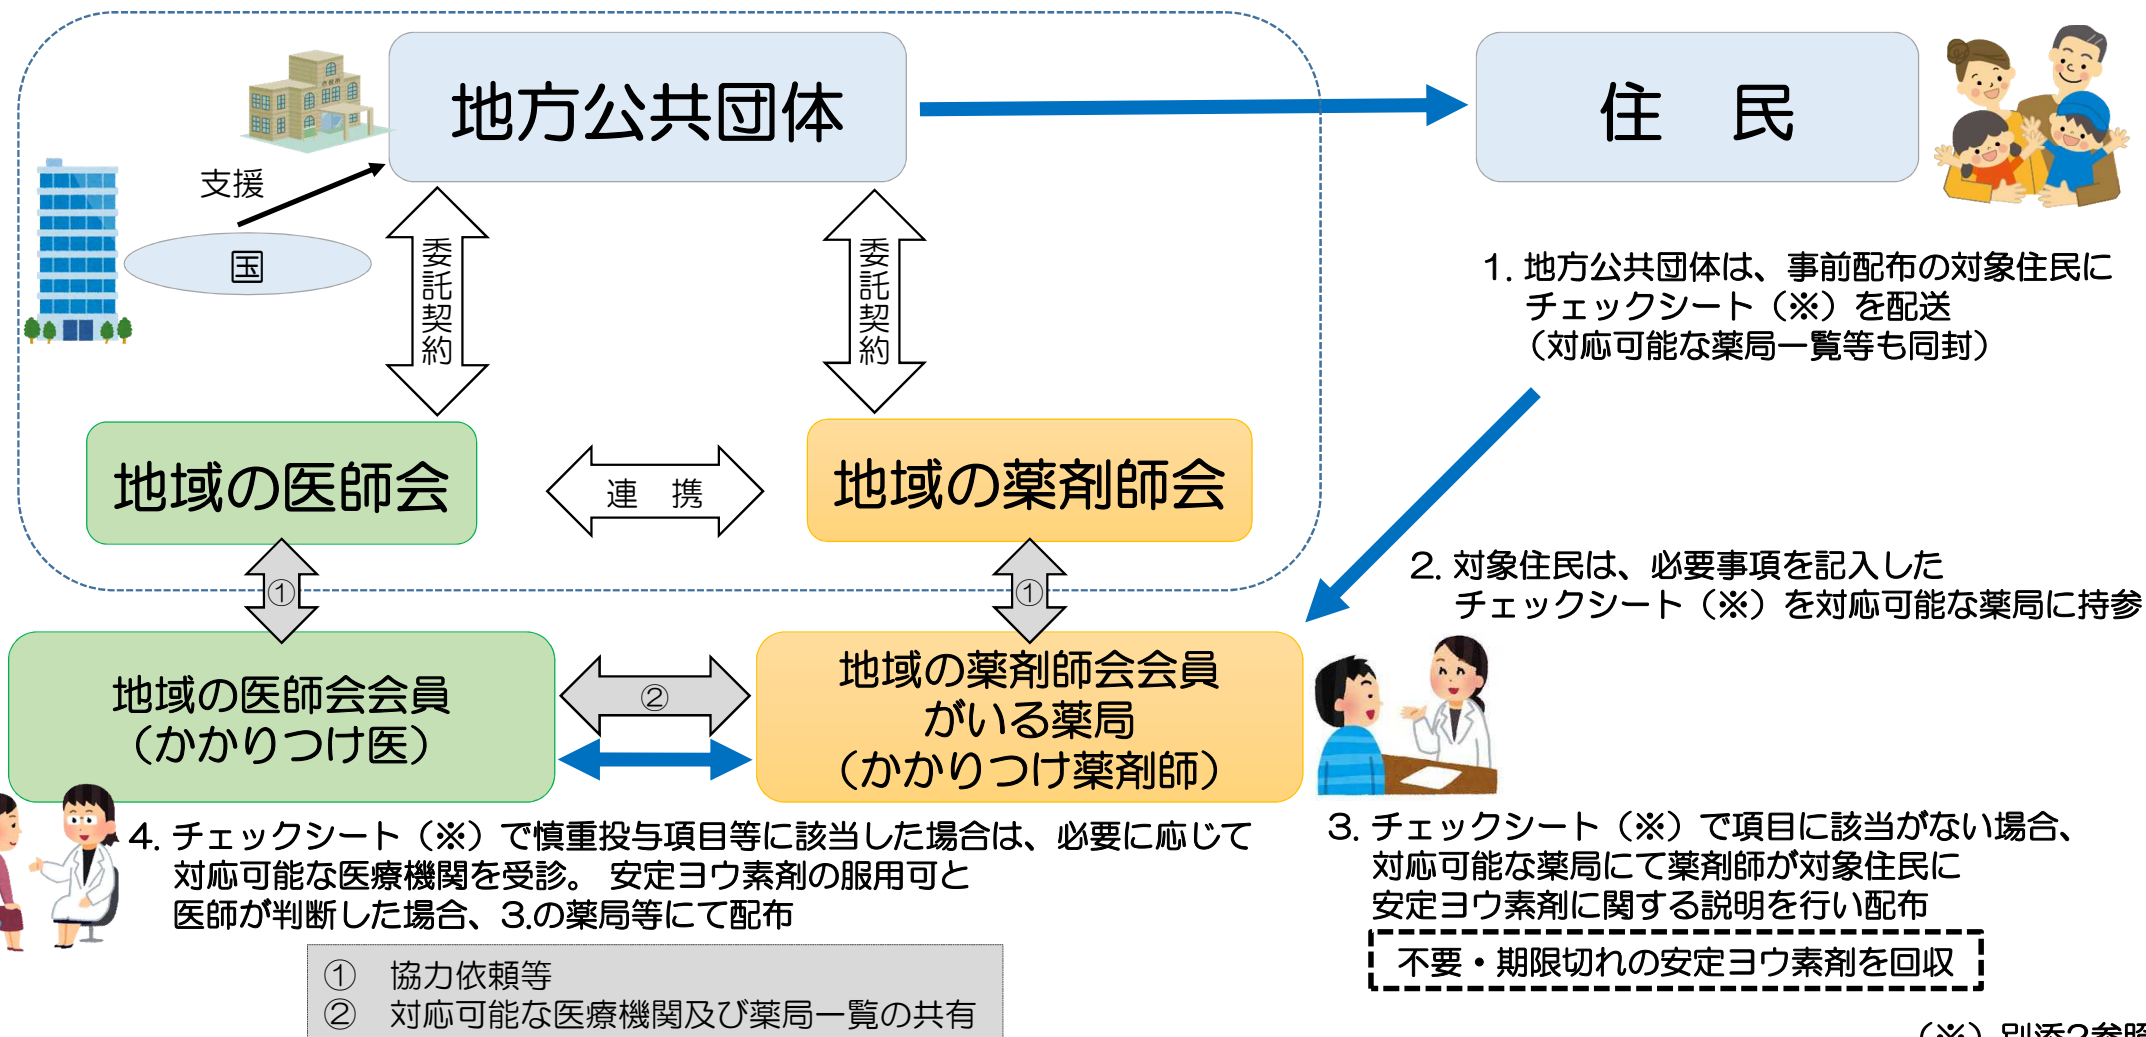 地方公共団体
住　民
支援
国
委託契約
委託契約
1. 地方公共団体は、事前配布の対象住民に
チェックシート（※）を配送
（対応可能な薬局一覧等も同封）
地域の医師会
連　携
地域の薬剤師会
2. 対象住民は、必要事項を記入した
チェックシート（※）を対応可能な薬局に持参
①
①
地域の医師会会員
（かかりつけ医）
②
地域の薬剤師会会員
がいる薬局
（かかりつけ薬剤師）
4. チェックシート（※）で慎重投与項目等に該当した場合は、必要に応じて
対応可能な医療機関を受診。 安定ヨウ素剤の服用可と
医師が判断した場合、3.の薬局等にて配布
3. チェックシート（※）で項目に該当がない場合、
対応可能な薬局にて薬剤師が対象住民に
安定ヨウ素剤に関する説明を行い配布
不要・期限切れの安定ヨウ素剤を回収
①　協力依頼等
②　対応可能な医療機関及び薬局一覧の共有
（※）別添2参照